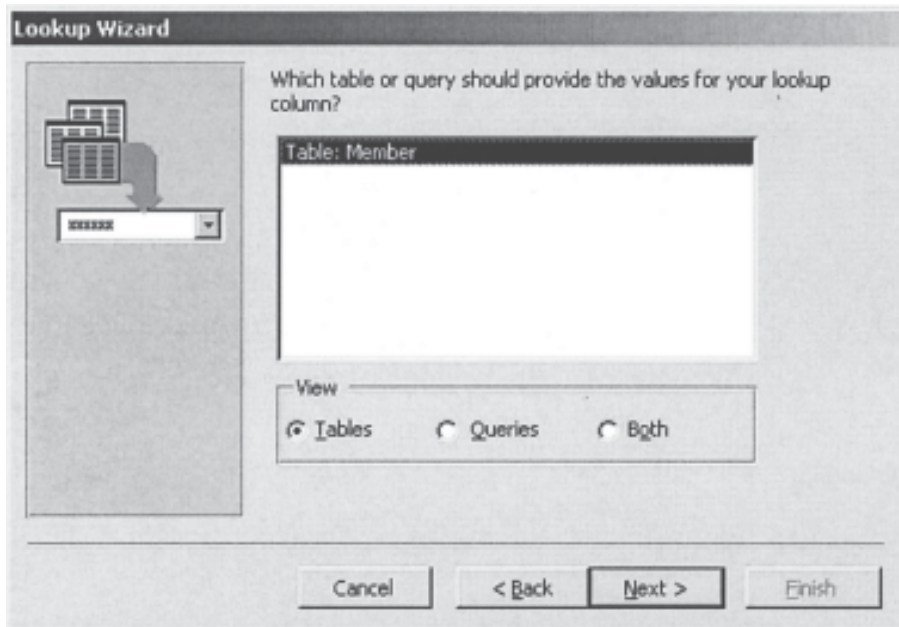 Lookup Wizard
Which table or query should provide the values for your lookup
column?
Table: Member
xxxxxx
View
Tables
Queries
Both
Cancel
< Back
Next >
Finish